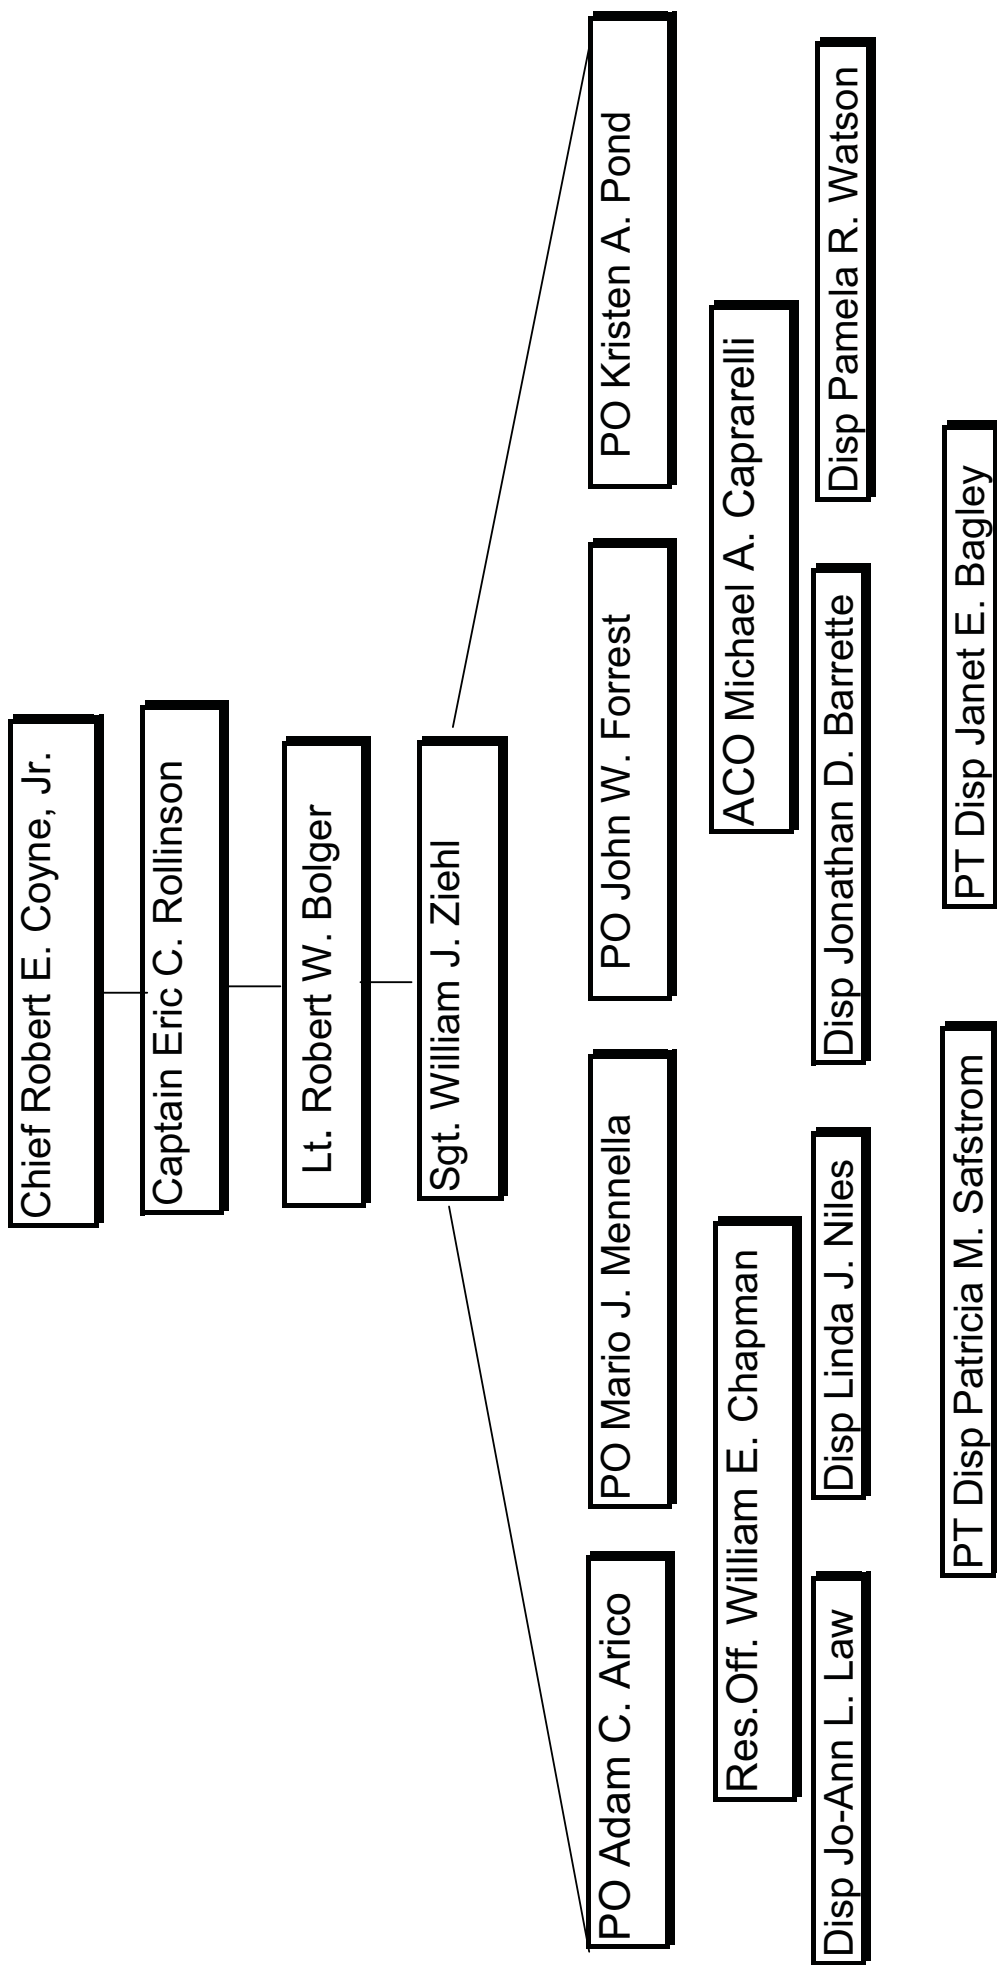 Chief Robert E. Coyne, Jr.
Captain Eric C. Rollinson
Lt. Robert W. Bolger
Sgt. William J. Ziehl
PO Adam C. Arico
PO Mario J. Mennella
PO John W. Forrest
PO Kristen A. Pond
Res.Off. William E. Chapman
ACO Michael A. Caprarelli
Disp Jo-Ann L. Law
Disp Linda J. Niles
Disp Jonathan D. Barrette
Disp Pamela R. Watson
PT Disp Patricia M. Safstrom
PT Disp Janet E. Bagley